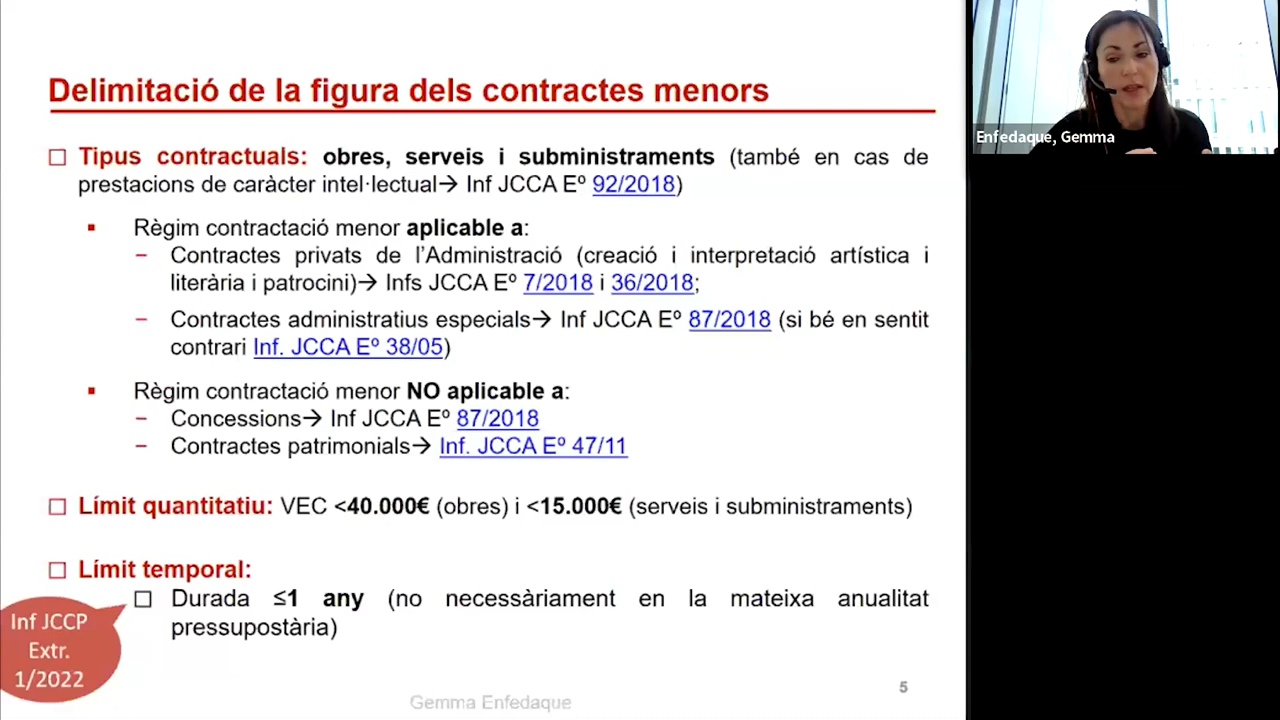 Delimitació de la figura dels contractes menors
Enfedaque, Gemma
Tipus contractuals: obres, serveis i subministraments (també en cas de
prestacions de caràcter intel·lectual→ Inf JCCA Eº 92/2018)
Règim contractació menor aplicable a:
− Contractes privats de l’Administració (creació i interpretació artística i
literària i patrocini)→ Infs JCCA Eº 7/2018 i 36/2018;
− Contractes administratius especials→ Inf JCCA Eº 87/2018 (si bé en sentit
contrari Inf. JCCA Eº 38/05)
Règim contractació menor NO aplicable a:
− Concessions→ Inf JCCA Eº 87/2018
− Contractes patrimonials→ Inf. JCCA Eº 47/11
Límit quantitatiu: VEC <40.000€ (obres) i <15.000€ (serveis i subministraments)
Límit temporal:
Durada ≤1 any (no necessàriament en la mateixa anualitat
pressupostària)
Inf JCCP
Extr.
1/2022
5
Gemma Enfedaque